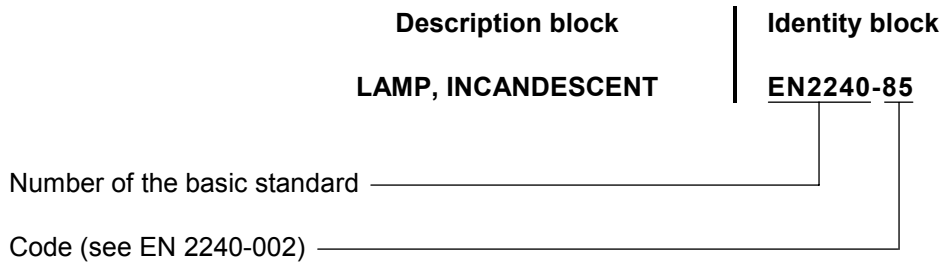 Description block Identity block
LAMP, INCANDESCENT EN2240-85
Number of the basic standard
Code (see EN 2240-002)